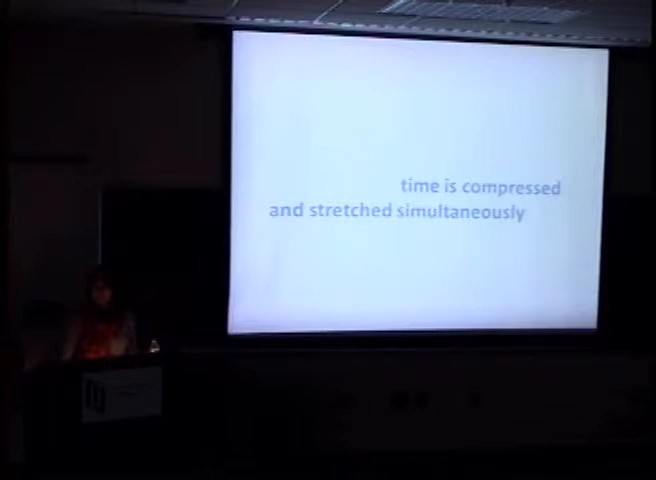 time is compressed
and stretched simultaneously